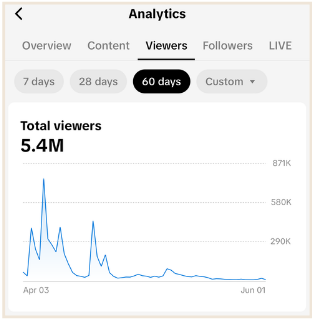 Analytics
Overview Content Viewers Followers LIVE
7 days 28 days 60 days Custom
Total viewers
5.4M
871K
580K
290K
Apr 03 Jun 01